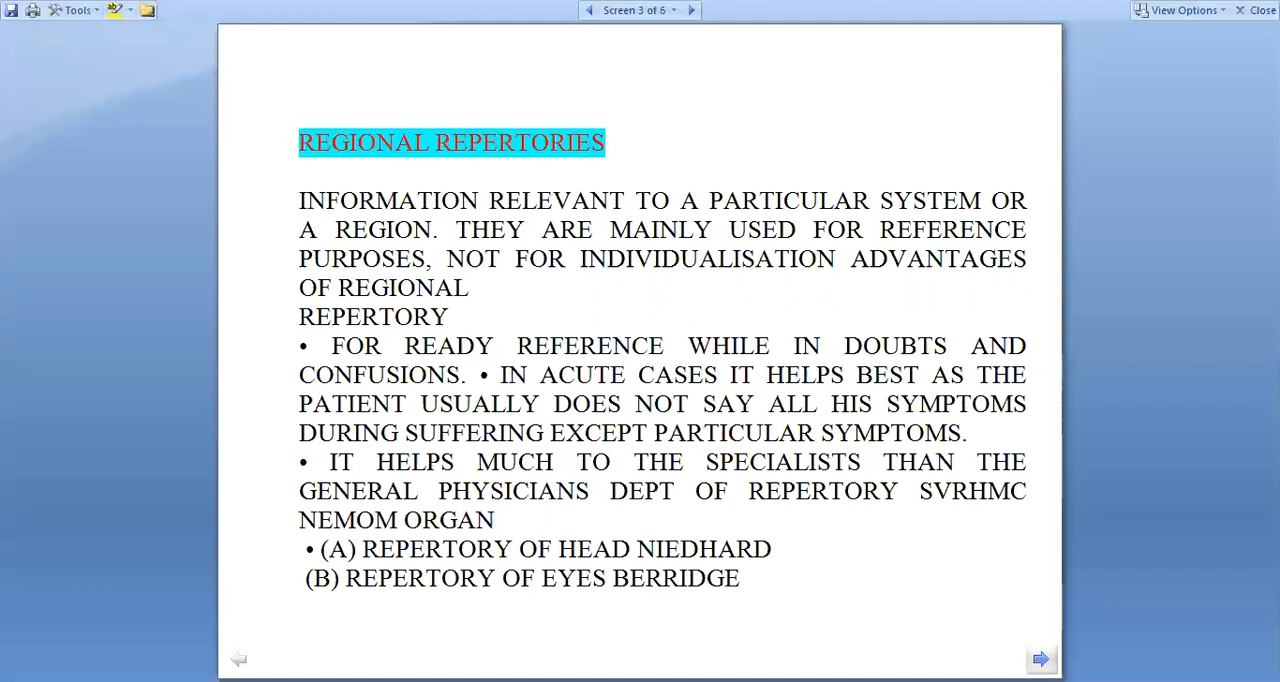 Tools
Screen 3 of 6
View Options
Close
REGIONAL REPERTORIES
INFORMATION RELEVANT TO A PARTICULAR SYSTEM OR
A REGION. THEY ARE MAINLY USED FOR REFERENCE
PURPOSES, NOT FOR INDIVIDUALISATION ADVANTAGES
OF REGIONAL
REPERTORY
• FOR READY REFERENCE WHILE IN DOUBTS AND
CONFUSIONS. • IN ACUTE CASES IT HELPS BEST AS THE
PATIENT USUALLY DOES NOT SAY ALL HIS SYMPTOMS
DURING SUFFERING EXCEPT PARTICULAR SYMPTOMS.
• IT HELPS MUCH TO THE SPECIALISTS THAN THE
GENERAL PHYSICIANS DEPT OF REPERTORY SVRHMC
NEMOM ORGAN
• (A) REPERTORY OF HEAD NIEDHARD
(B) REPERTORY OF EYES BERRIDGE